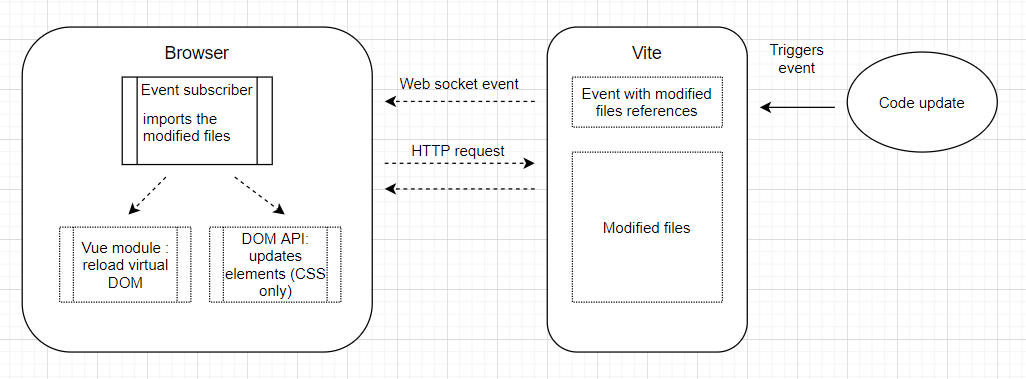 Browser
Event subscriber
imports the
modified files
Vue module :
reload virtual
DOM
DOM API:
updates
elements (CSS
only)
Web socket event
HTTP request
Vite
Event with modified
files references
Modified files
Triggers
event
Code update